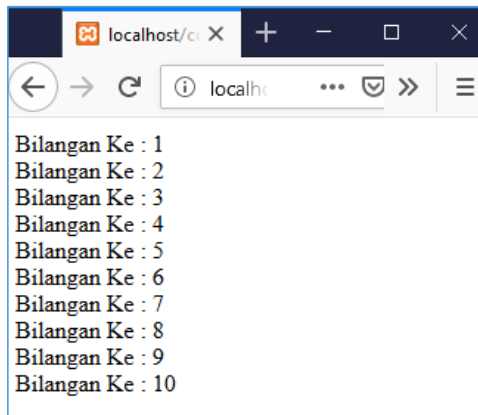 localhost/c
localh
Bilangan Ke : 1
Bilangan Ke : 2
Bilangan Ke : 3
Bilangan Ke : 4
Bilangan Ke : 5
Bilangan Ke : 6
Bilangan Ke : 7
Bilangan Ke : 8
Bilangan Ke : 9
Bilangan Ke : 10